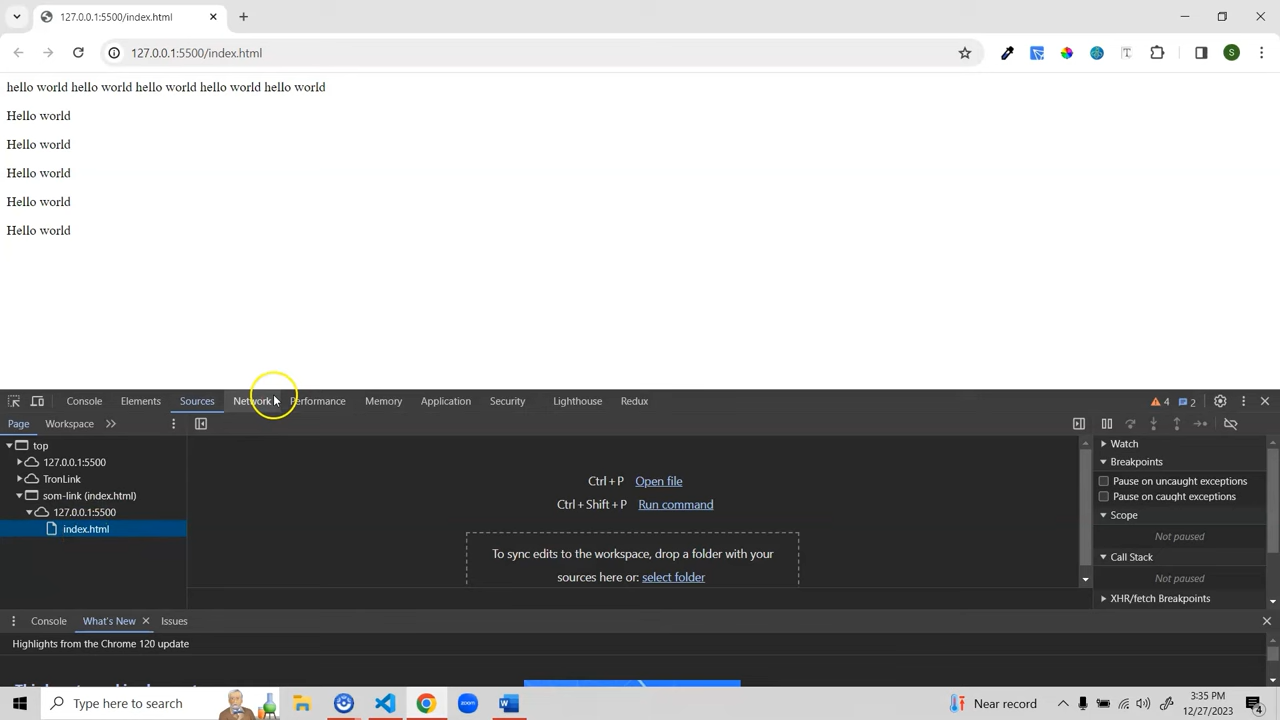 127.0.0.1:5500/index.html
127.0.0.1:5500/index.html
S
hello world hello world hello world hello world hello world
Hello world
Hello world
Hello world
Hello world
Hello world
Console Elements Sources Network Performance Memory Application Security Lighthouse Redux 4 2
Page Workspace
top
127.0.0.1:5500
TronLink
som-link (index.html)
127.0.0.1:5500
index.html
Ctrl + P Open file
Ctrl + Shift + P Run command
To sync edits to the workspace, drop a folder with your
sources here or: select folder
Watch
Breakpoints
Pause on uncaught exceptions
Pause on caught exceptions
Scope
Not paused
Call Stack
Not paused
XHR/fetch Breakpoints
Console What's New Issues
Highlights from the Chrome 120 update
Type here to search
zoom
Near record
3:35 PM
12/27/2023
4